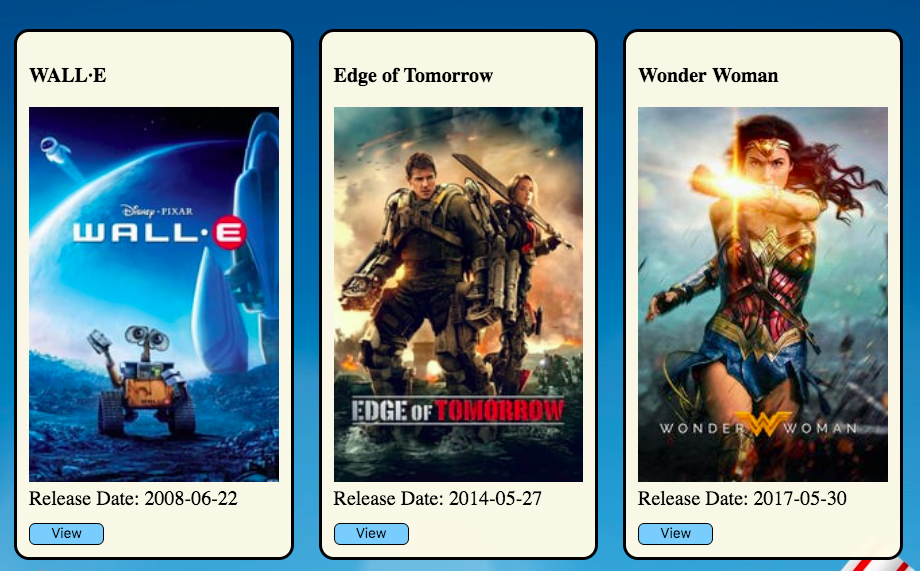 WALL·E
Disney · PIXAR
WALL·E
Release Date: 2008-06-22
View
Edge of Tomorrow
EDGE OF TOMORROW
Release Date: 2014-05-27
View
Wonder Woman
WONDER WOMAN
Release Date: 2017-05-30
View